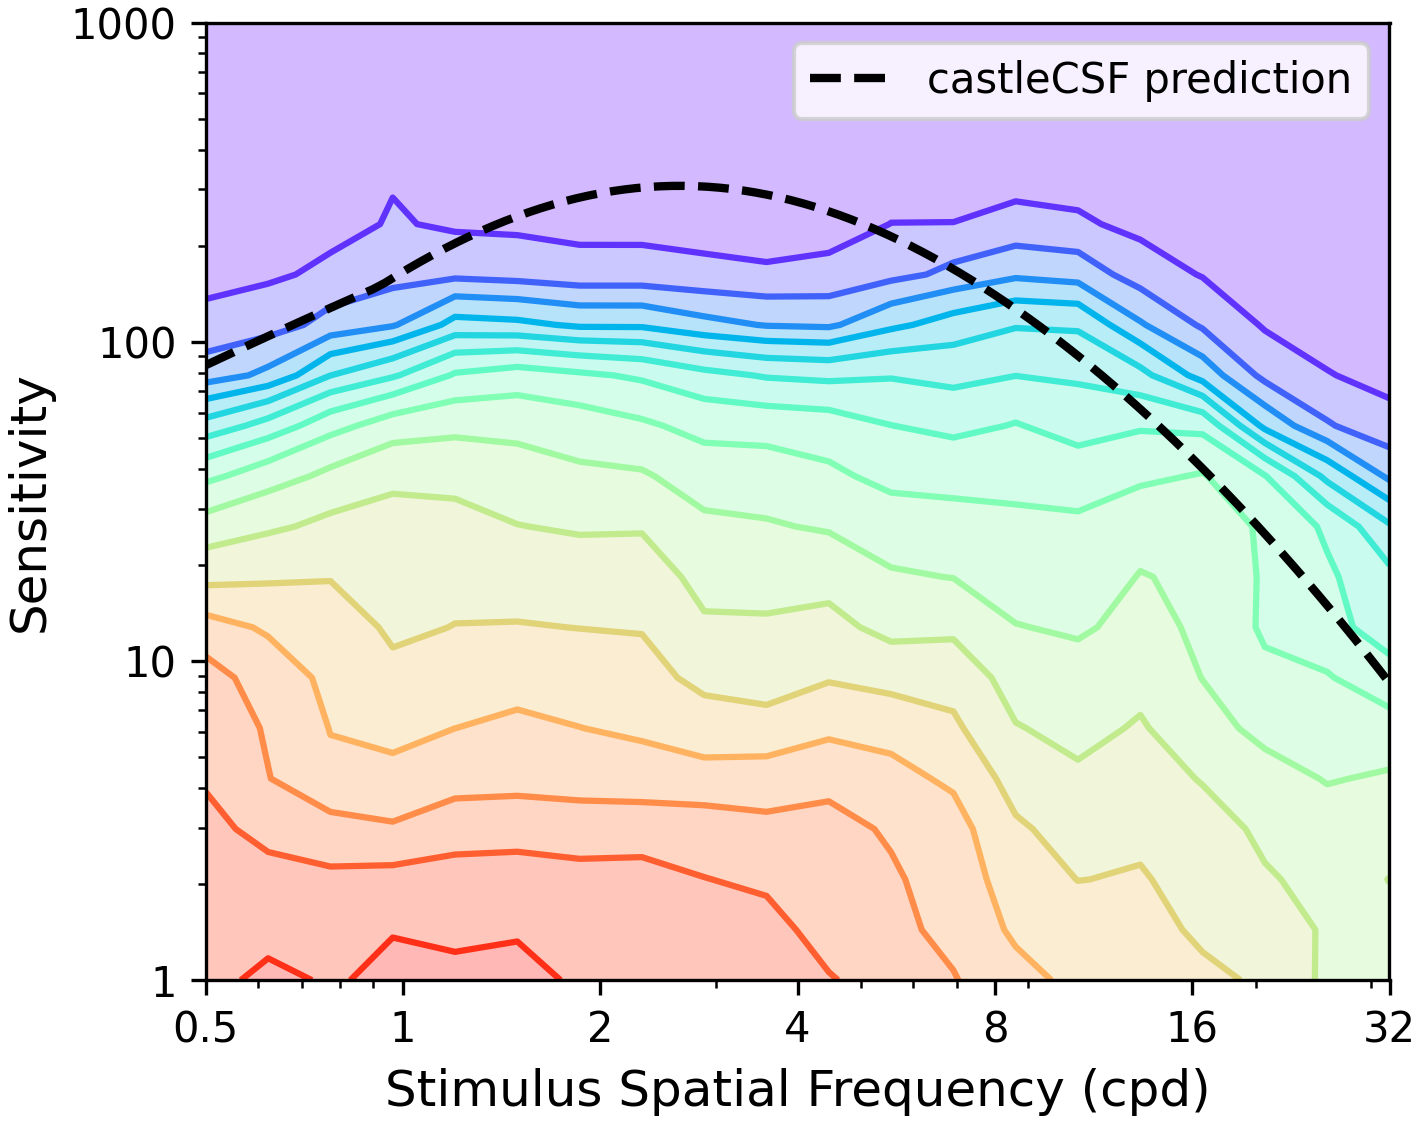 1000
castleCSF prediction
100
Sensitivity
10
1
0.5 1 2 4 8 16 32
Stimulus Spatial Frequency (cpd)